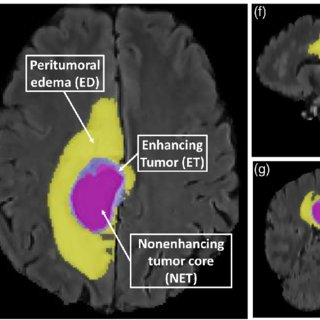 Peritumoral
edema (ED)
Enhancing
Tumor (ET)
Nonenhancing
tumor core
(NET)
(f)
(g)